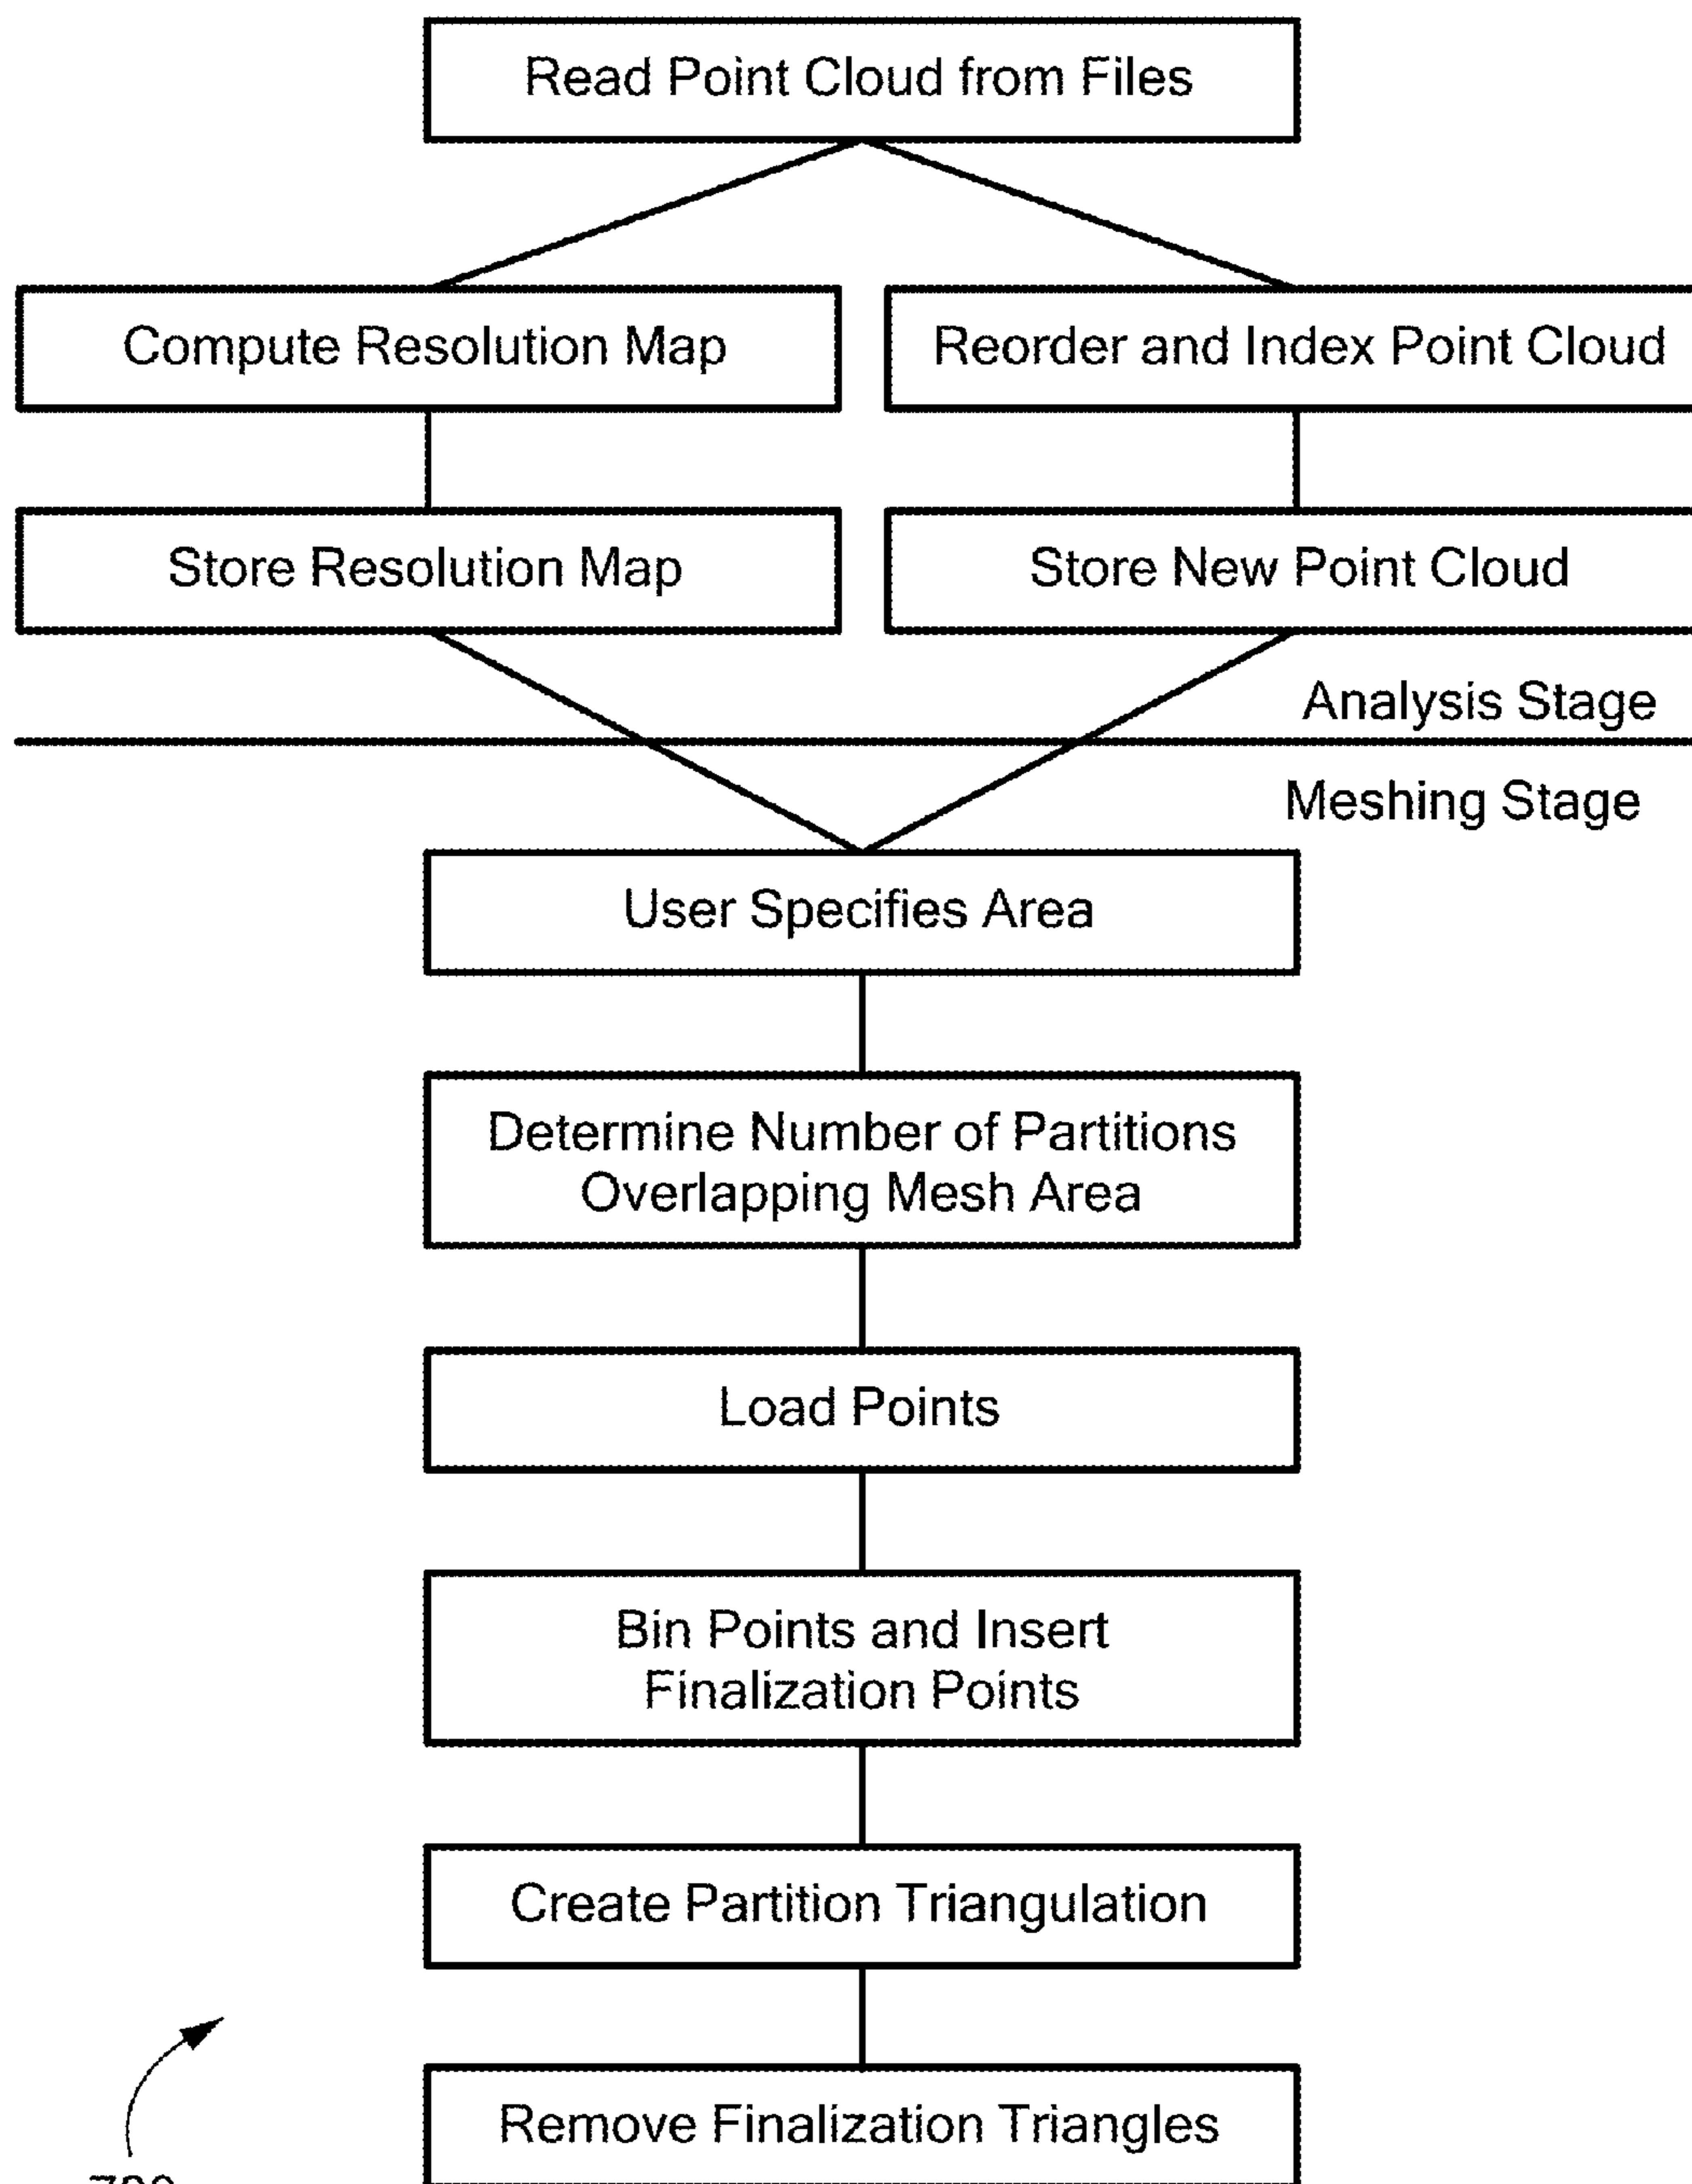 Read Point Cloud from Files
Compute Resolution Map
Reorder and Index Point Cloud
Store Resolution Map
Store New Point Cloud
Analysis Stage
Meshing Stage
User Specifies Area
Determine Number of Partitions
Overlapping Mesh Area
Load Points
Bin Points and Insert
Finalization Points
Create Partition Triangulation
Remove Finalization Triangles